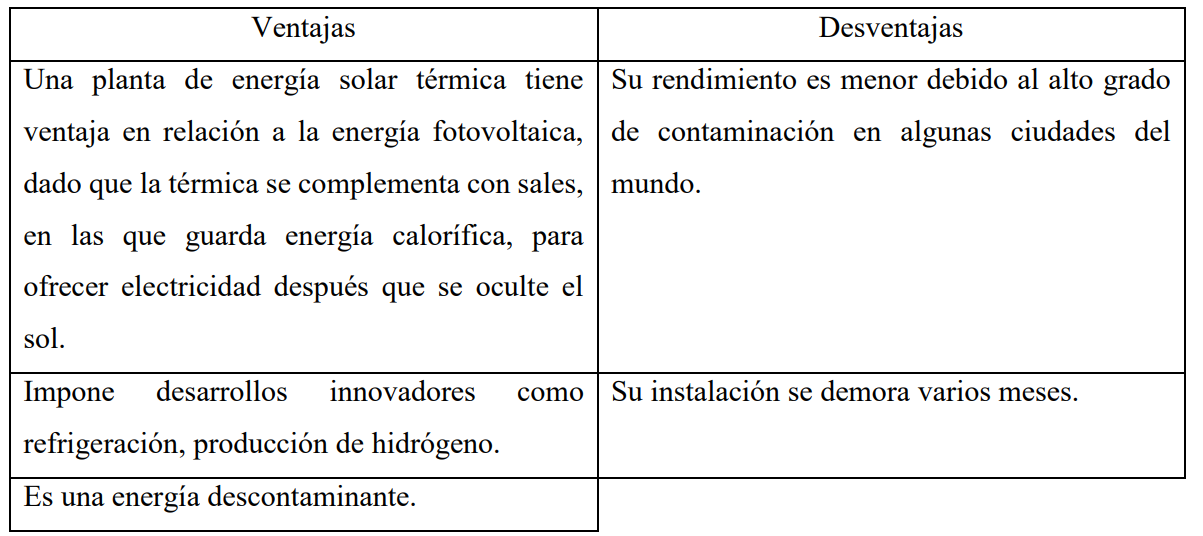 Ventajas
Desventajas
Una planta de energía solar térmica tiene
ventaja en relación a la energía fotovoltaica,
dado que la térmica se complementa con sales,
en las que guarda energía calorífica, para
ofrecer electricidad después que se oculte el
sol.
Su rendimiento es menor debido al alto grado
de contaminación en algunas ciudades del
mundo.
Impone desarrollos innovadores como
refrigeración, producción de hidrógeno.
Su instalación se demora varios meses.
Es una energía descontaminante.